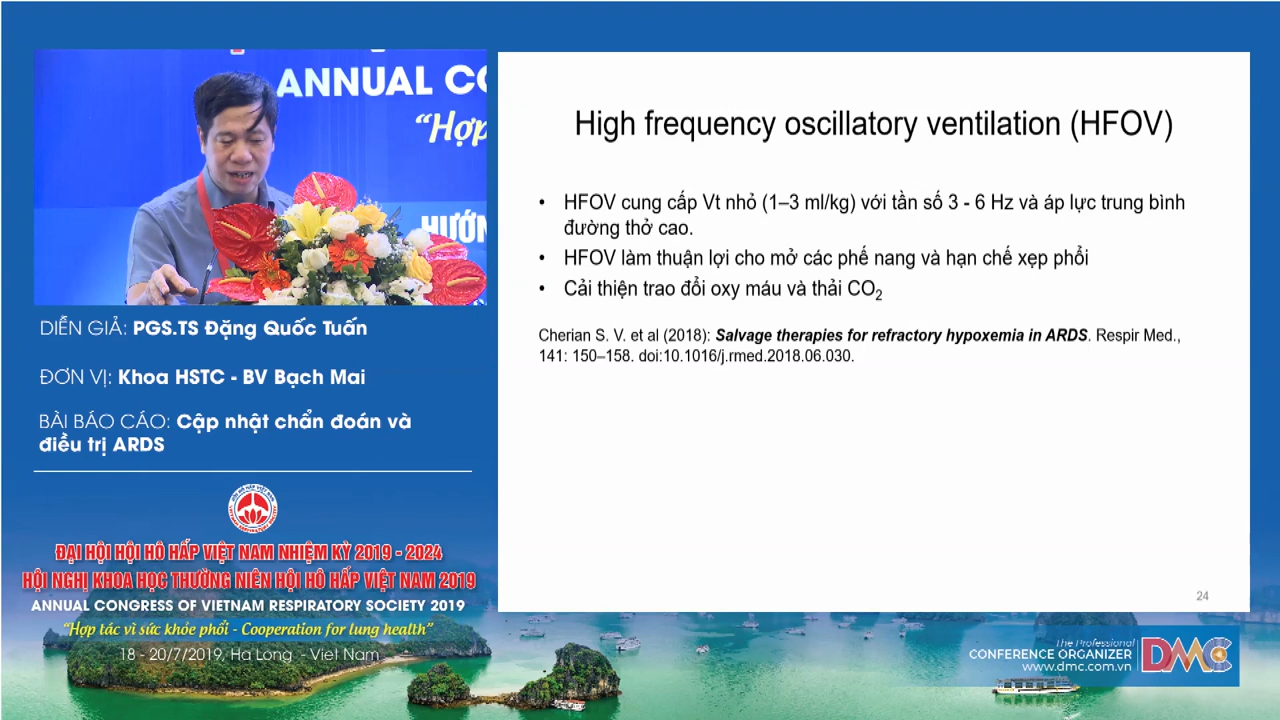 ANNUAL CO
“Hợp
HƯỚN
DIỄN GIẢ: PGS.TS Đặng Quốc Tuấn
ĐƠN VỊ: Khoa HSTC - BV Bạch Mai
BÀI BÁO CÁO: Cập nhật chẩn đoán và
điều trị ARDS
HỘI HÔ HẤP VIỆT NAM
VIETNAM RESPIRATORY SOCIETY
ĐẠI HỘI HỘI HÔ HẤP VIỆT NAM NHIỆM KỲ 2019 - 2024
HỘI NGHỊ KHOA HỌC THƯỜNG NIÊN HỘI HÔ HẤP VIỆT NAM 2019
ANNUAL CONGRESS OF VIETNAM RESPIRATORY SOCIETY 2019
“Hợp tác vì sức khỏe phổi - Cooperation for lung health”
18 - 20/7/2019, Ha Long - Viet Nam
High frequency oscillatory ventilation (HFOV)
• HFOV cung cấp Vt nhỏ (1–3 ml/kg) với tần số 3 - 6 Hz và áp lực trung bình
đường thở cao.
• HFOV làm thuận lợi cho mở các phế nang và hạn chế xẹp phổi
• Cải thiện trao đổi oxy máu và thải CO₂
Cherian S. V. et al (2018): Salvage therapies for refractory hypoxemia in ARDS. Respir Med.,
141: 150–158. doi:10.1016/j.rmed.2018.06.030.
24
The Professional
CONFERENCE ORGANIZER
www.dmc.com.vn
DMC